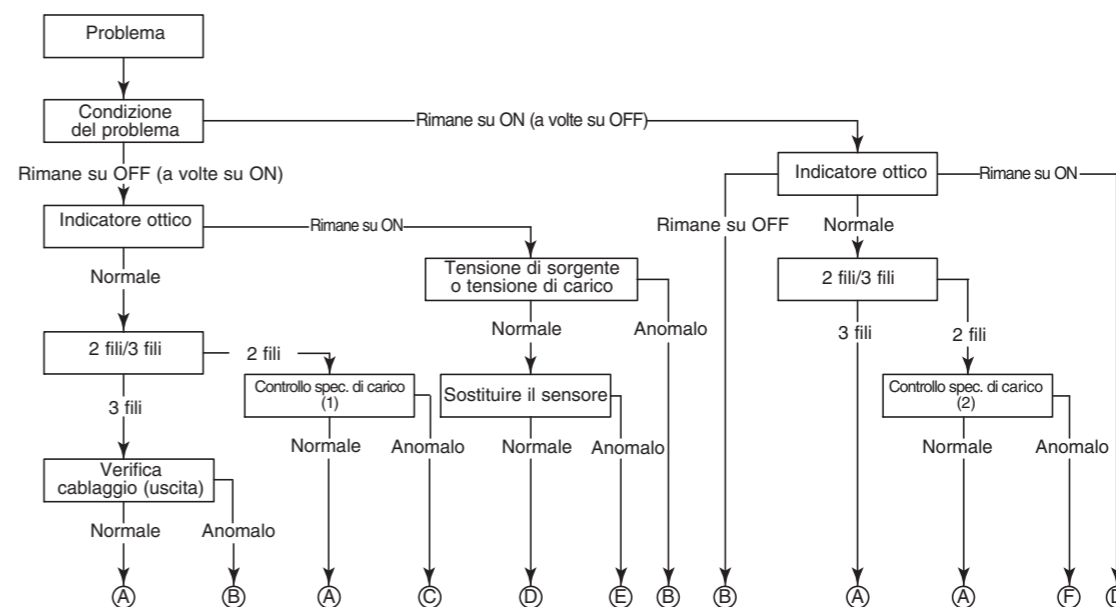 Problema
Condizione
del problema
Rimane su ON (a volte su OFF)
Rimane su OFF (a volte su ON)
Indicatore ottico
Rimane su ON
Indicatore ottico
Rimane su ON
Rimane su OFF
Normale
Normale
Tensione di sorgente
o tensione di carico
2 fili/3 fili
Normale
Anomalo
3 fili
2 fili
2 fili/3 fili
2 fili
Controllo spec. di carico
(1)
Sostituire il sensore
Controllo spec. di carico
(2)
3 fili
Normale
Anomalo
Normale
Anomalo
Normale
Anomalo
Verifica
cablaggio (uscita)
Normale
Anomalo
A
B
A
C
D
E
B
B
A
A
F